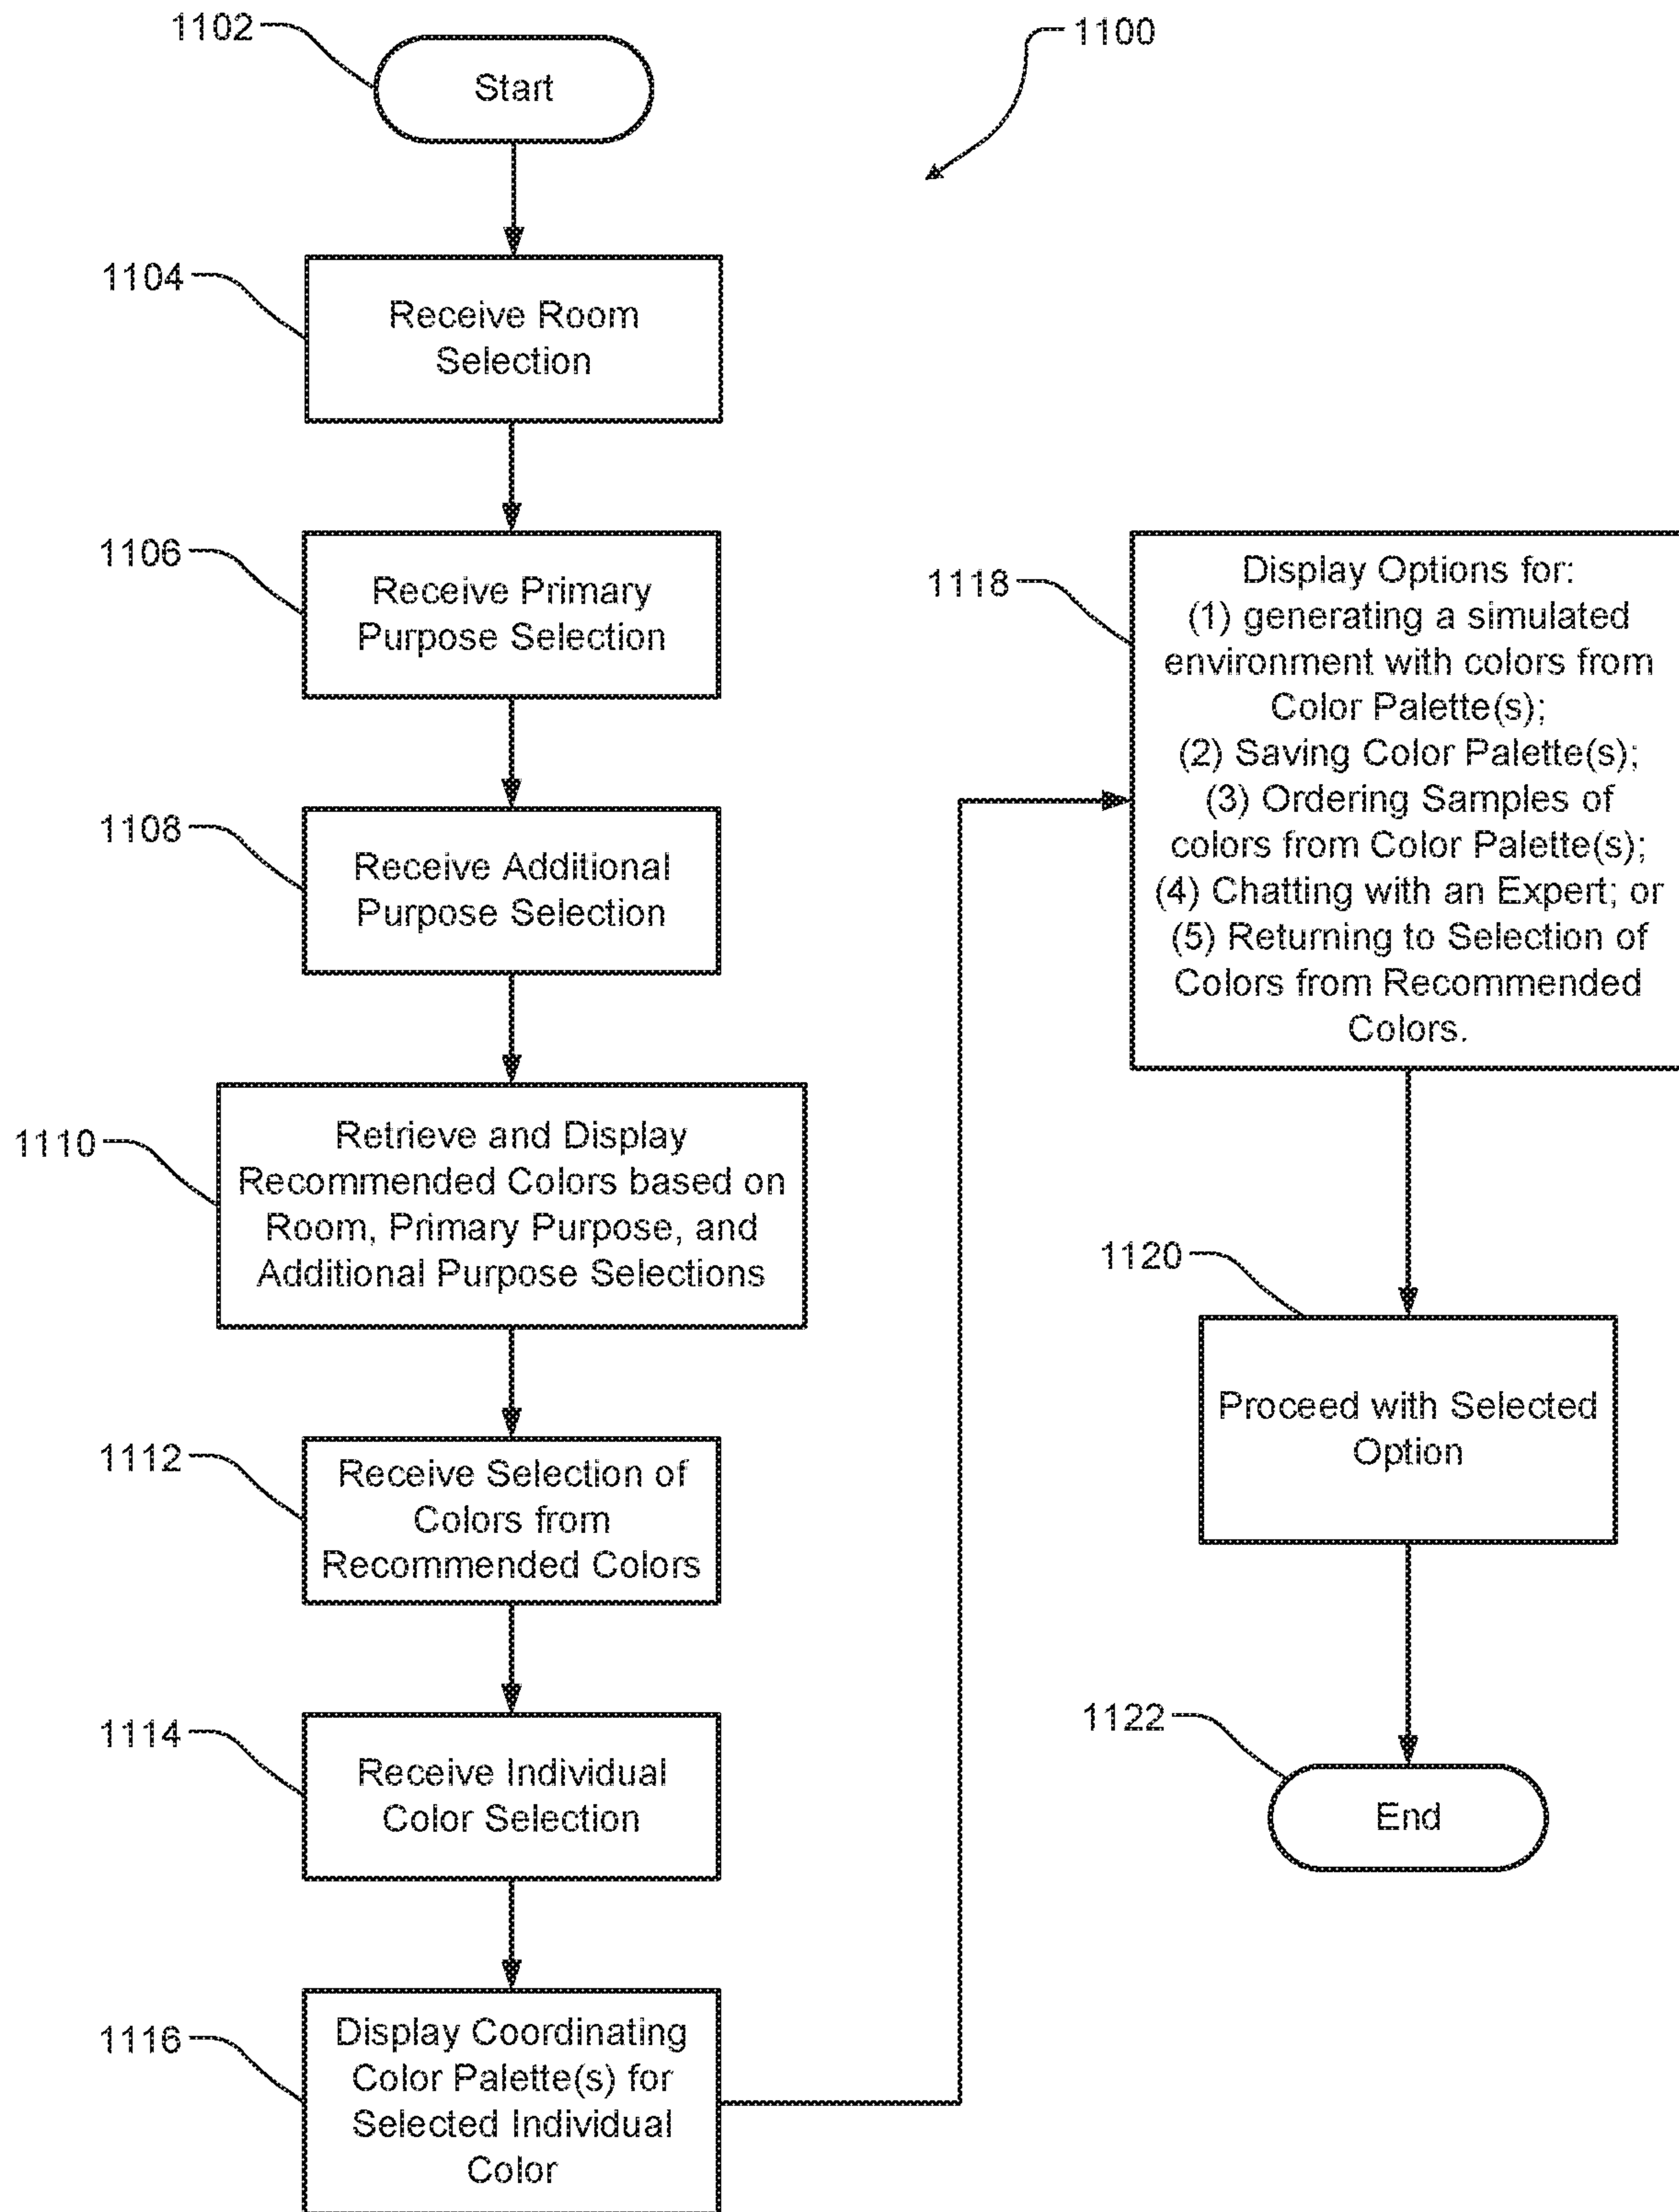 1102
Start
1100
1104
Receive Room
Selection
1106
Receive Primary
Purpose Selection
1108
Receive Additional
Purpose Selection
1110
Retrieve and Display
Recommended Colors based on
Room, Primary Purpose, and
Additional Purpose Selections
1112
Receive Selection of
Colors from
Recommended Colors
1114
Receive Individual
Color Selection
1116
Display Coordinating
Color Palette(s) for
Selected Individual
Color
1118
Display Options for:
(1) generating a simulated
environment with colors from
Color Palette(s);
(2) Saving Color Palette(s);
(3) Ordering Samples of
colors from Color Palette(s);
(4) Chatting with an Expert; or
(5) Returning to Selection of
Colors from Recommended
Colors.
1120
Proceed with Selected
Option
1122
End